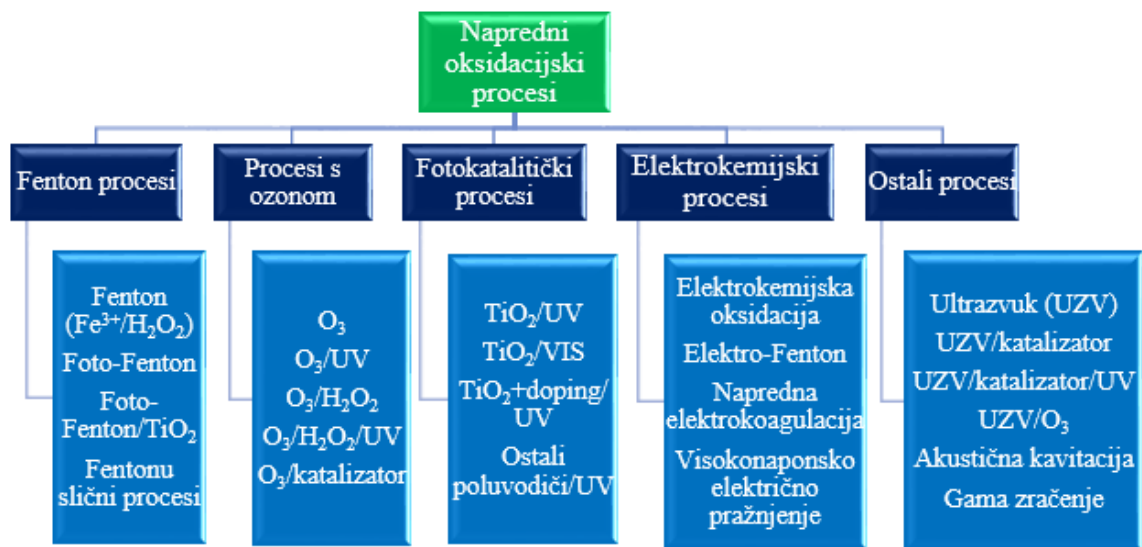 Napredni
oksidacijski
procesi
Fenton procesi
Procesi s
ozonom
Fotokatalitički
procesi
Elektrokemijski
procesi
Ostali procesi
Fenton
(Fe³⁺/H₂O₂)
Foto-Fenton
Foto-
Fenton/TiO₂
Fentonu
slični procesi
O₃
O₃/UV
O₃/H₂O₂
O₃/H₂O₂/UV
O₃/katalizator
TiO₂/UV
TiO₂/VIS
TiO₂+doping/
UV
Ostali
poluvodiči/UV
Elektrokemijska
oksidacija
Elektro-Fenton
Napredna
elektrokoagulacija
Visokonaponsko
električno
pražnjenje
Ultrazvuk (UZV)
UZV/katalizator
UZV/katalizator/UV
UZV/O₃
Akustična kavitacija
Gama zračenje